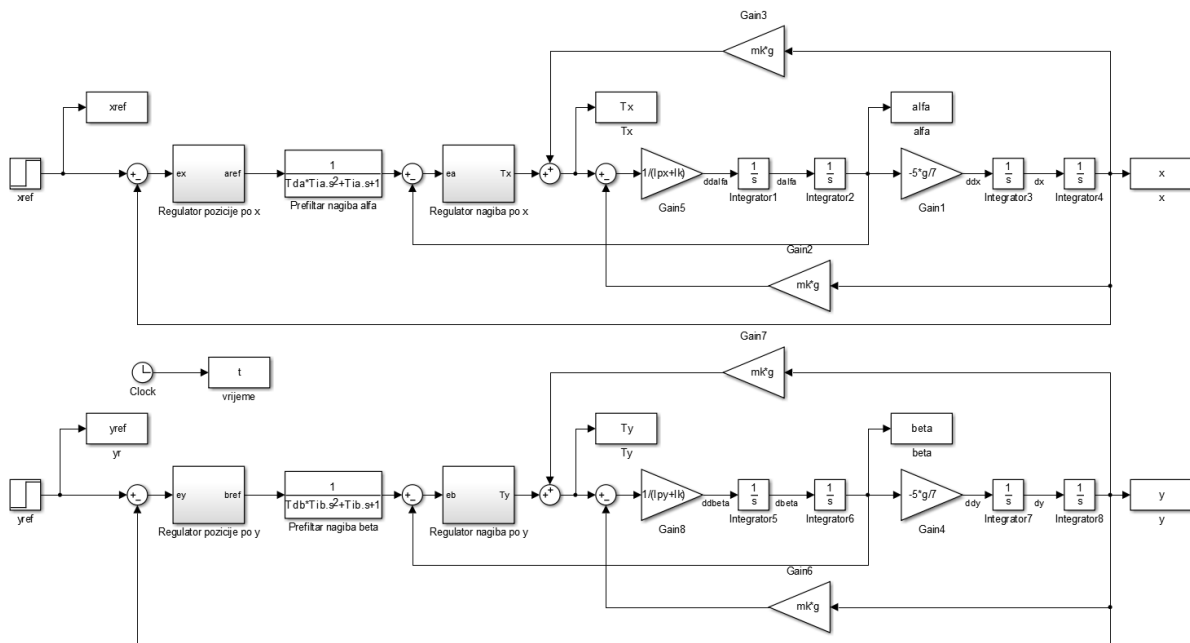 Gain3
mk*g
xref
Tx
Tx
alfa
alfa
xref
+
−
ex
aref
Regulator pozicije po x
1
Tda*Tia.s²+Tia.s+1
Prefiltar nagiba alfa
+
−
ea
Tx
Regulator nagiba po x
+
+
+
−
1/(Ipx+Ik)
Gain5
ddalfa
1
s
Integrator1
dalfa
1
s
Integrator2
-5*g/7
Gain1
ddx
1
s
Integrator3
dx
1
s
Integrator4
x
x
Gain2
mk*g
Clock
t
vrijeme
Gain7
mk*g
yref
yr
Ty
Ty
beta
beta
yref
+
−
ey
bref
Regulator pozicije po y
1
Tdb*Tib.s²+Tib.s+1
Prefiltar nagiba beta
+
−
eb
Ty
Regulator nagiba po y
+
+
+
−
1/(Ipy+Ik)
Gain8
ddbeta
1
s
Integrator5
dbeta
1
s
Integrator6
-5*g/7
Gain4
ddy
1
s
Integrator7
dy
1
s
Integrator8
y
y
Gain6
mk*g